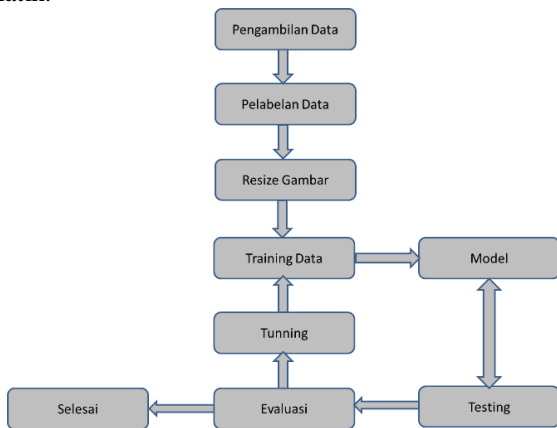 Pengambilan Data
Pelabelan Data
Resize Gambar
Training Data
Model
Tunning
Selesai
Evaluasi
Testing